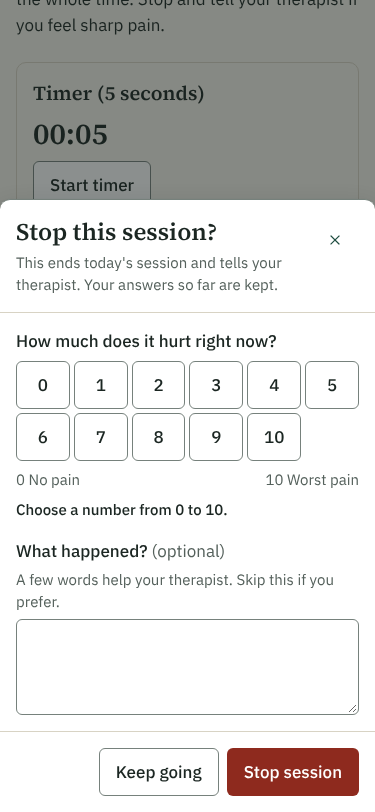 the whole time. Stop and tell your therapist if
you feel sharp pain.
Timer (5 seconds)
00:05
Start timer
Stop this session?
×
This ends today's session and tells your
therapist. Your answers so far are kept.
How much does it hurt right now?
0 1 2 3 4 5
6 7 8 9 10
0 No pain 10 Worst pain
Choose a number from 0 to 10.
What happened? (optional)
A few words help your therapist. Skip this if you
prefer.
Keep going Stop session